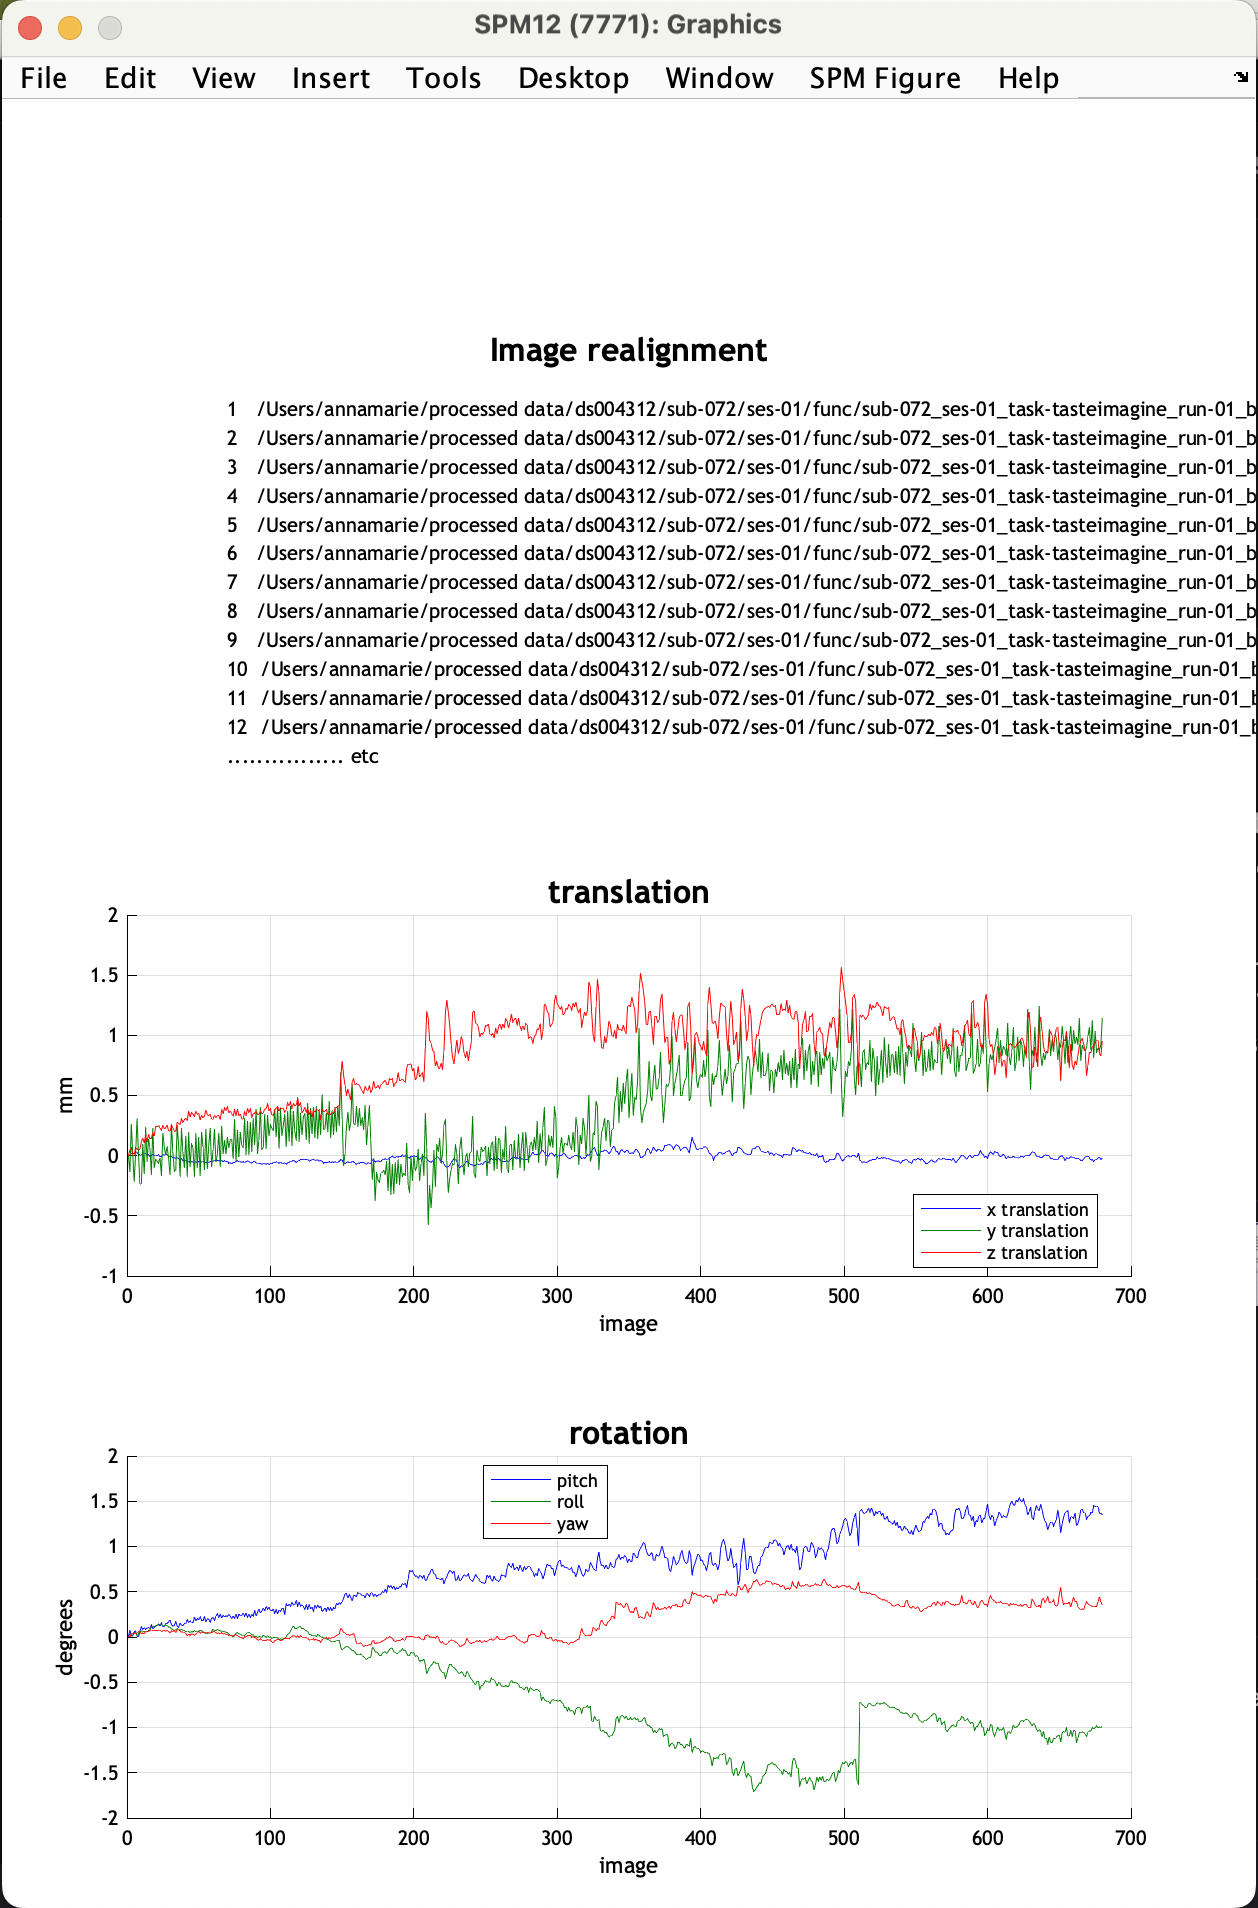 SPM12 (7771): Graphics
File Edit View Insert Tools Desktop Window SPM Figure Help
Image realignment
1 /Users/annamarie/processed data/ds004312/sub-072/ses-01/func/sub-072_ses-01_task-tasteimagine_run-01_b
2 /Users/annamarie/processed data/ds004312/sub-072/ses-01/func/sub-072_ses-01_task-tasteimagine_run-01_b
3 /Users/annamarie/processed data/ds004312/sub-072/ses-01/func/sub-072_ses-01_task-tasteimagine_run-01_b
4 /Users/annamarie/processed data/ds004312/sub-072/ses-01/func/sub-072_ses-01_task-tasteimagine_run-01_b
5 /Users/annamarie/processed data/ds004312/sub-072/ses-01/func/sub-072_ses-01_task-tasteimagine_run-01_b
6 /Users/annamarie/processed data/ds004312/sub-072/ses-01/func/sub-072_ses-01_task-tasteimagine_run-01_b
7 /Users/annamarie/processed data/ds004312/sub-072/ses-01/func/sub-072_ses-01_task-tasteimagine_run-01_b
8 /Users/annamarie/processed data/ds004312/sub-072/ses-01/func/sub-072_ses-01_task-tasteimagine_run-01_b
9 /Users/annamarie/processed data/ds004312/sub-072/ses-01/func/sub-072_ses-01_task-tasteimagine_run-01_b
10 /Users/annamarie/processed data/ds004312/sub-072/ses-01/func/sub-072_ses-01_task-tasteimagine_run-01_b
11 /Users/annamarie/processed data/ds004312/sub-072/ses-01/func/sub-072_ses-01_task-tasteimagine_run-01_b
12 /Users/annamarie/processed data/ds004312/sub-072/ses-01/func/sub-072_ses-01_task-tasteimagine_run-01_b
................ etc
translation
2
1.5
1
0.5
0
-0.5
-1
mm
x translation
y translation
z translation
0 100 200 300 400 500 600 700
image
rotation
2
1.5
1
0.5
0
-0.5
-1
-1.5
-2
degrees
pitch
roll
yaw
0 100 200 300 400 500 600 700
image